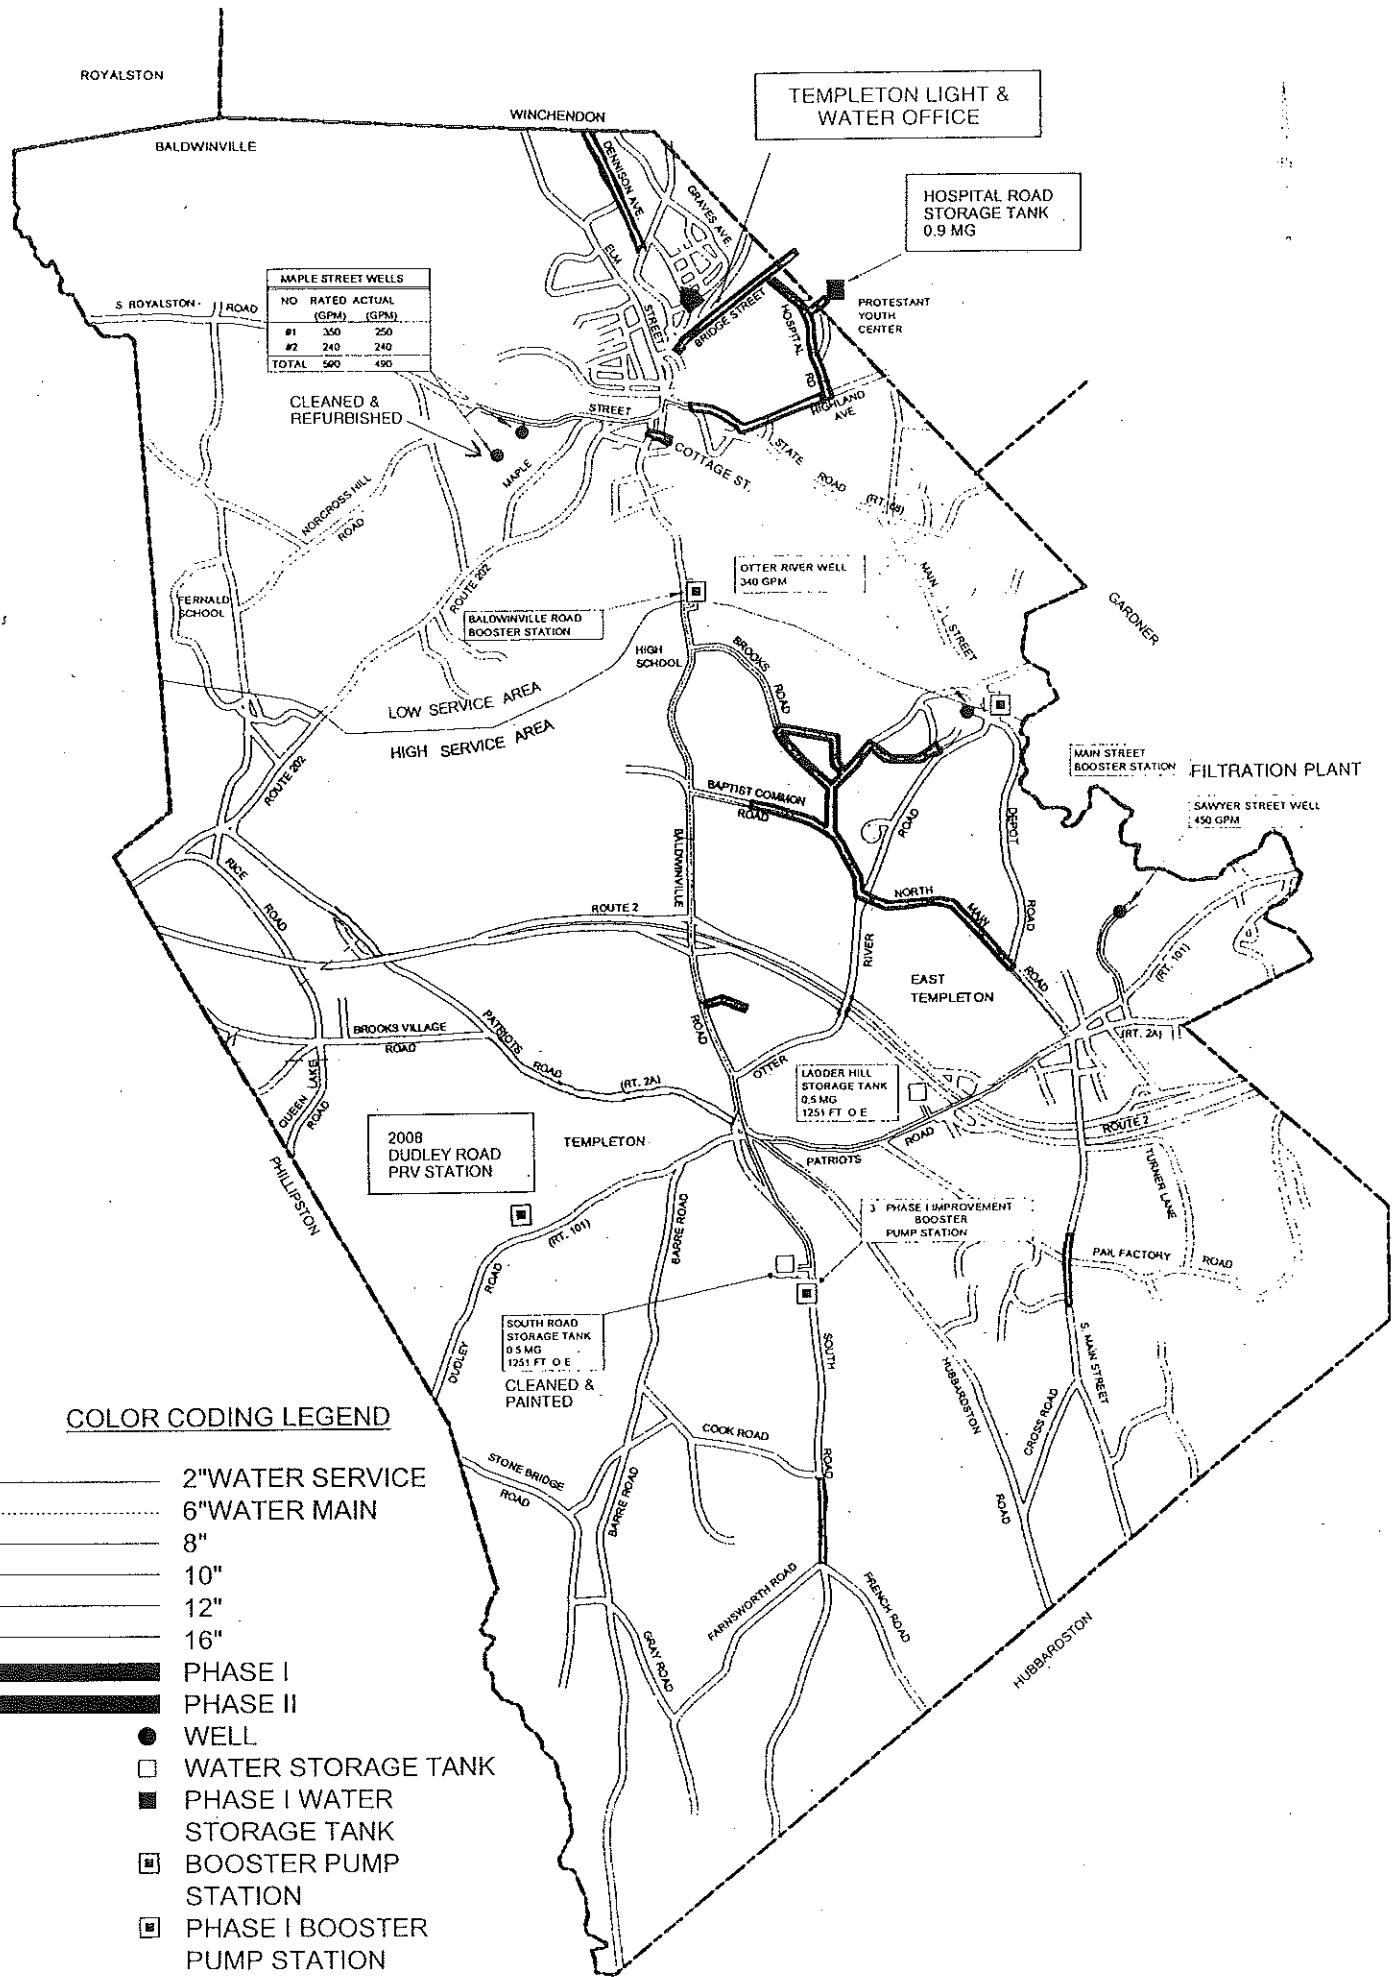 ROYALSTON
WINCHENDON
BALDWINVILLE
TEMPLETON LIGHT &
WATER OFFICE
HOSPITAL ROAD
STORAGE TANK
0.9 MG
DENNISON AVE.
GRAVES AVE
ELM
STREET
BRIDGE STREET
HOSPITAL
RD
PROTESTANT
YOUTH
CENTER
HIGHLAND
AVE
MAPLE STREET WELLS
NO RATED ACTUAL
(GPM) (GPM)
#1 350 250
#2 240 240
TOTAL 590 490
S ROYALSTON
ROAD
CLEANED &
REFURBISHED
STREET
MAPLE
COTTAGE ST.
STATE
ROAD
(RT. 68)
NORCROSS HILL
ROAD
FERNALD
SCHOOL
ROUTE 202
OTTER RIVER WELL
340 GPM
MAIN
STREET
GARDNER
BALDWINVILLE ROAD
BOOSTER STATION
HIGH
SCHOOL
BROOKS
ROAD
LOW SERVICE AREA
HIGH SERVICE AREA
ROUTE 202
MAIN STREET
BOOSTER STATION
FILTRATION PLANT
SAWYER STREET WELL
450 GPM
BAPTIST COMMON
ROAD
BALDWINVILLE
ROAD
DEPOT
ROAD
RICE
ROAD
ROUTE 2
NORTH
MAIN
ROAD
RIVER
EAST
TEMPLETON
(RT. 101)
(RT. 2A)
BROOKS VILLAGE
ROAD
PATRIOTS
ROAD
(RT. 2A)
ROAD
OTTER
LADDER HILL
STORAGE TANK
0.5 MG
1251 FT O E
QUEEN LAKE
ROAD
2008
DUDLEY ROAD
PRV STATION
TEMPLETON
PATRIOTS
ROAD
ROUTE 2
TURNER LANE
PHILLIPSTON
(RT. 101)
BARRE ROAD
3 PHASE I IMPROVEMENT
BOOSTER
PUMP STATION
PAIL FACTORY
ROAD
DUDLEY
ROAD
SOUTH ROAD
STORAGE TANK
0.5 MG
1251 FT O E
CLEANED &
PAINTED
SOUTH
ROAD
HUBBARDSTON
ROAD
S. MAIN STREET
CROSS ROAD
COOK ROAD
STONE BRIDGE
ROAD
BARRE ROAD
FARNSWORTH ROAD
FRENCH ROAD
GRAY ROAD
HUBBARDSTON
COLOR CODING LEGEND
2"WATER SERVICE
6"WATER MAIN
8"
10"
12"
16"
PHASE I
PHASE II
WELL
WATER STORAGE TANK
PHASE I WATER
STORAGE TANK
BOOSTER PUMP
STATION
PHASE I BOOSTER
PUMP STATION